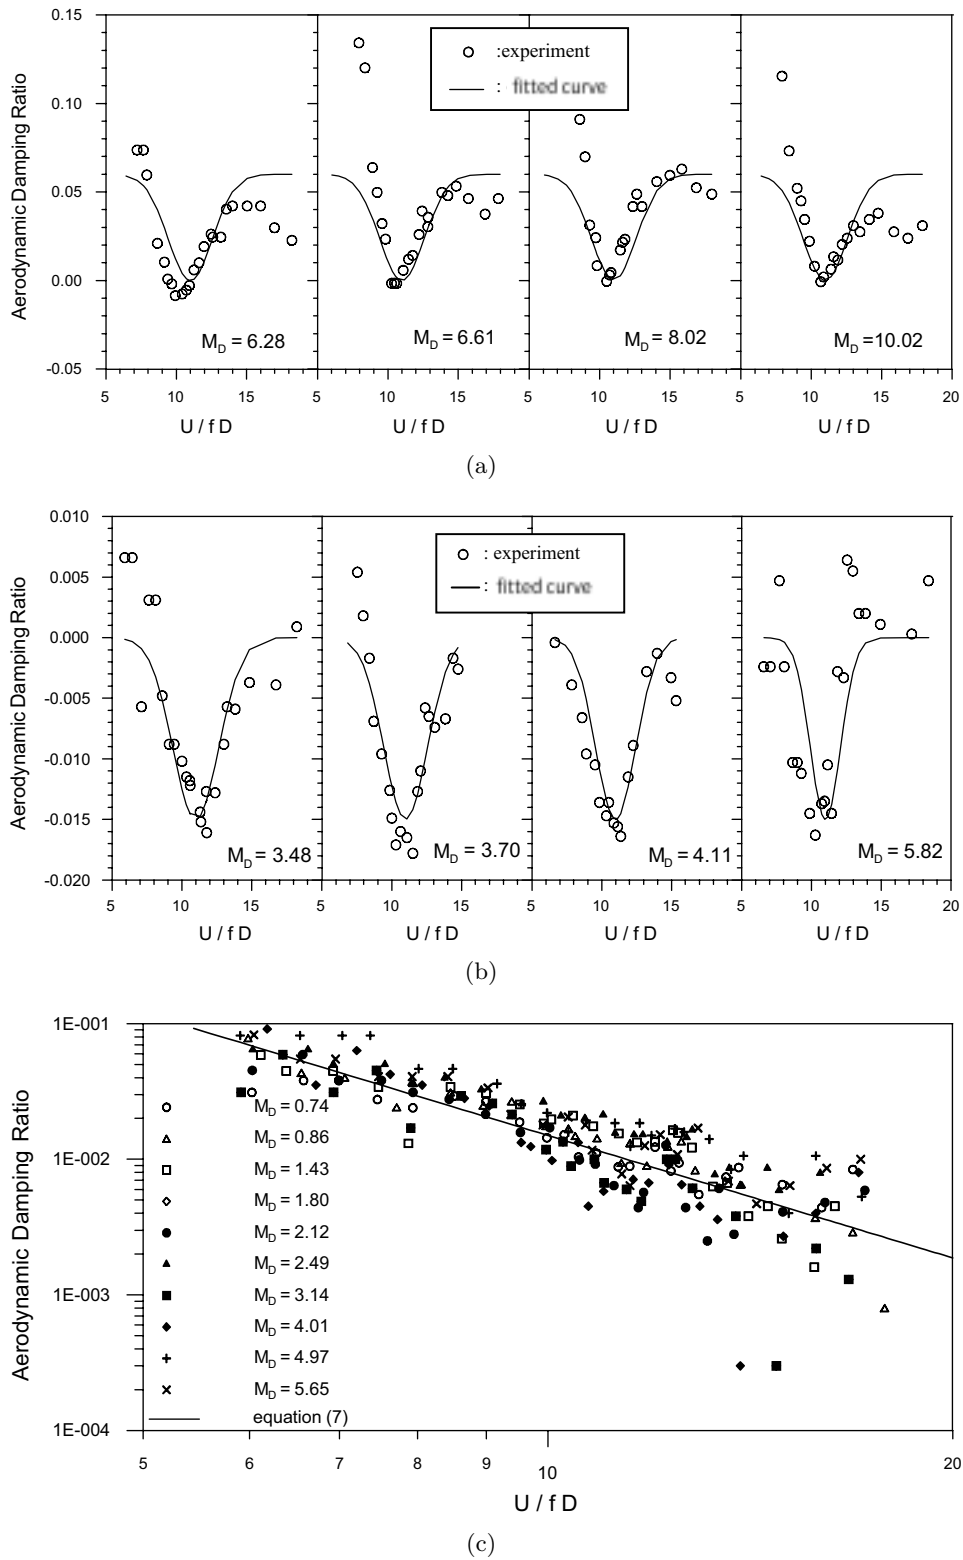 0.15
0.10
0.05
0.00
-0.05
Aerodynamic Damping Ratio
:experiment
: fitted curve
M_D = 6.28
M_D = 6.61
M_D = 8.02
M_D =10.02
5 10 15 5 10 15 5 10 15 5 10 15 20
U / f D U / f D U / f D U / f D
(a)
0.010
0.005
0.000
-0.005
-0.010
-0.015
-0.020
Aerodynamic Damping Ratio
: experiment
: fitted curve
M_D = 3.48
M_D = 3.70
M_D = 4.11
M_D = 5.82
5 10 15 5 10 15 5 10 15 5 10 15 20
U / f D U / f D U / f D U / f D
(b)
1E-001
1E-002
1E-003
1E-004
Aerodynamic Damping Ratio
M_D = 0.74
M_D = 0.86
M_D = 1.43
M_D = 1.80
M_D = 2.12
M_D = 2.49
M_D = 3.14
M_D = 4.01
M_D = 4.97
M_D = 5.65
equation (7)
5 6 7 8 9 10 20
U / f D
(c)